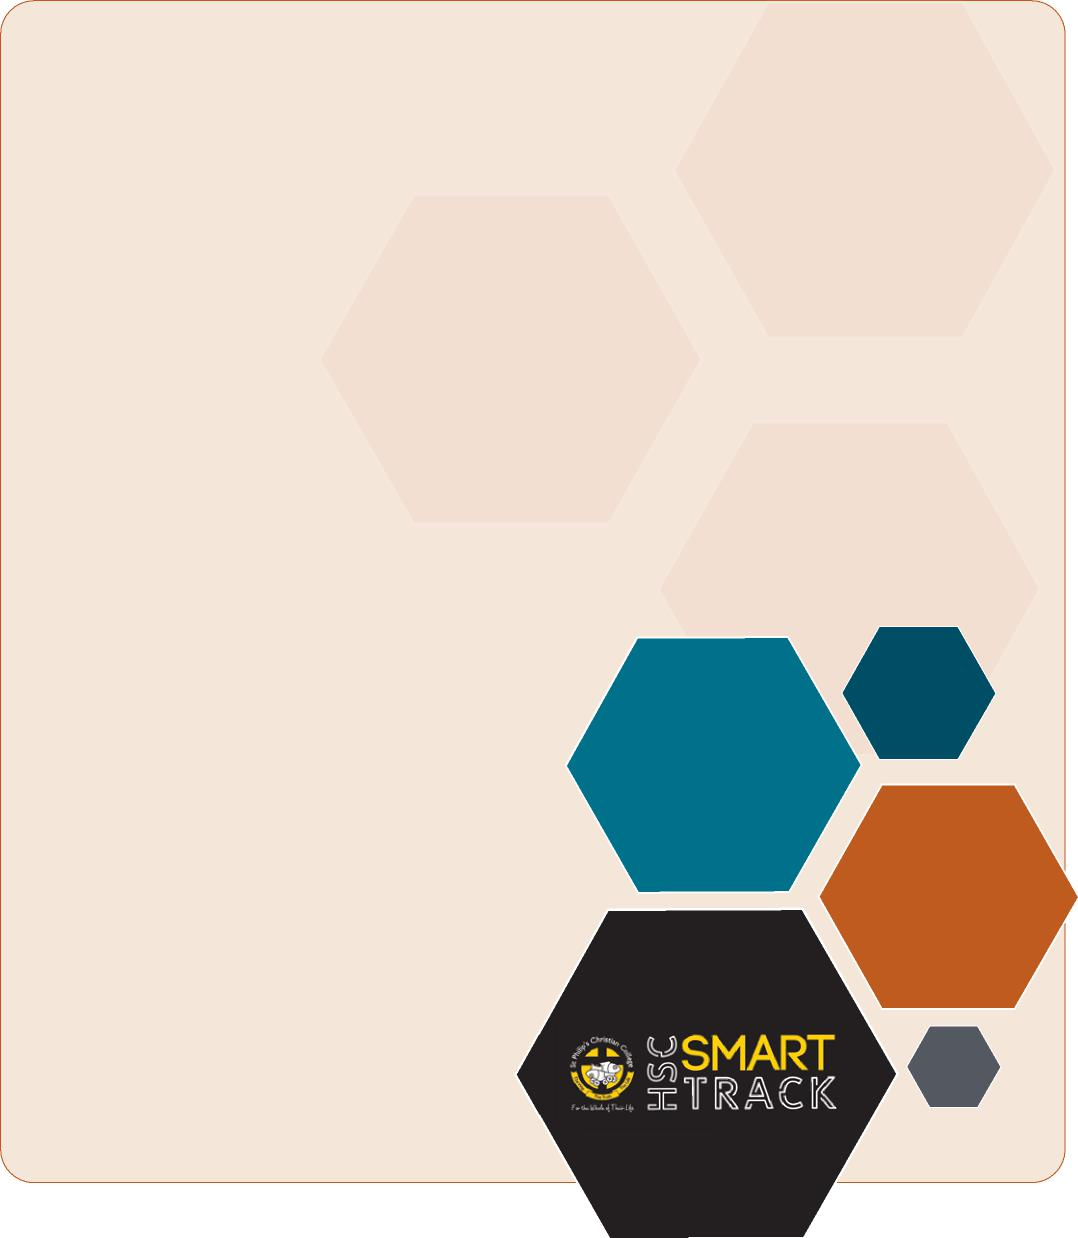 St Philip's Christian College
For the Whole of Their Life
HSC
SMART
TRACK